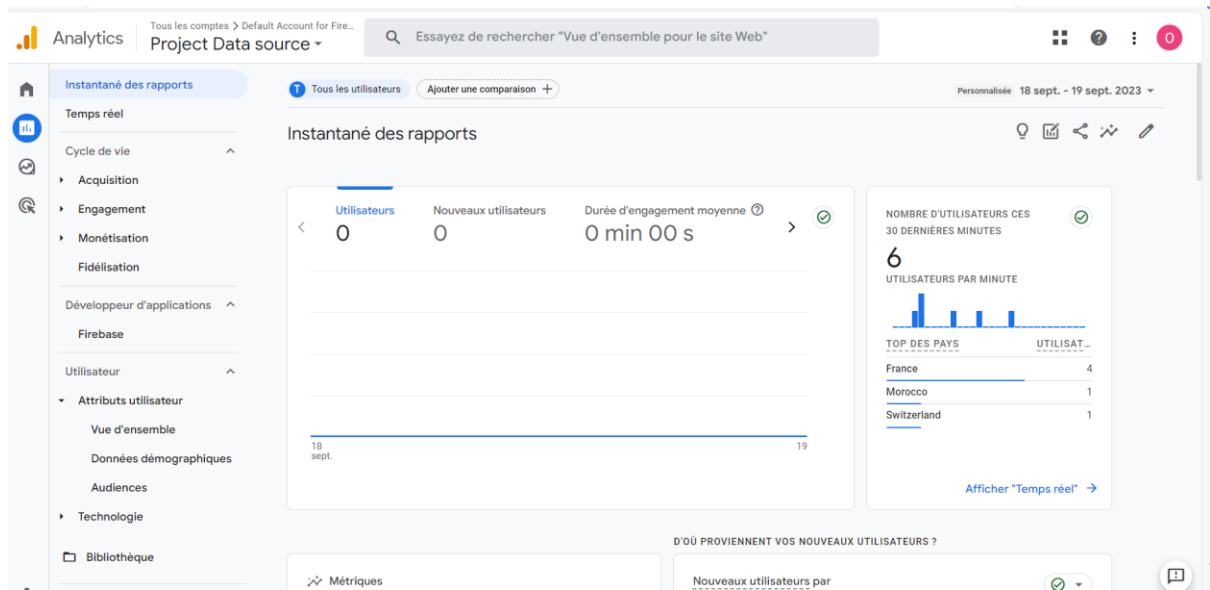 Tous les comptes > Default Account for Fire...
Analytics
Project Data source
Essayez de rechercher "Vue d'ensemble pour le site Web"
O
Instantané des rapports
Temps réel
Cycle de vie
Acquisition
Engagement
Monétisation
Fidélisation
Développeur d'applications
Firebase
Utilisateur
Attributs utilisateur
Vue d'ensemble
Données démographiques
Audiences
Technologie
Bibliothèque
T Tous les utilisateurs
Ajouter une comparaison +
Personnalisée 18 sept. - 19 sept. 2023
Instantané des rapports
Utilisateurs
0
Nouveaux utilisateurs
0
Durée d'engagement moyenne
0 min 00 s
18
sept.
19
NOMBRE D'UTILISATEURS CES
30 DERNIÈRES MINUTES
6
UTILISATEURS PAR MINUTE
TOP DES PAYS UTILISAT...
France 4
Morocco 1
Switzerland 1
Afficher "Temps réel" →
D'OÙ PROVIENNENT VOS NOUVEAUX UTILISATEURS ?
Métriques
Nouveaux utilisateurs par